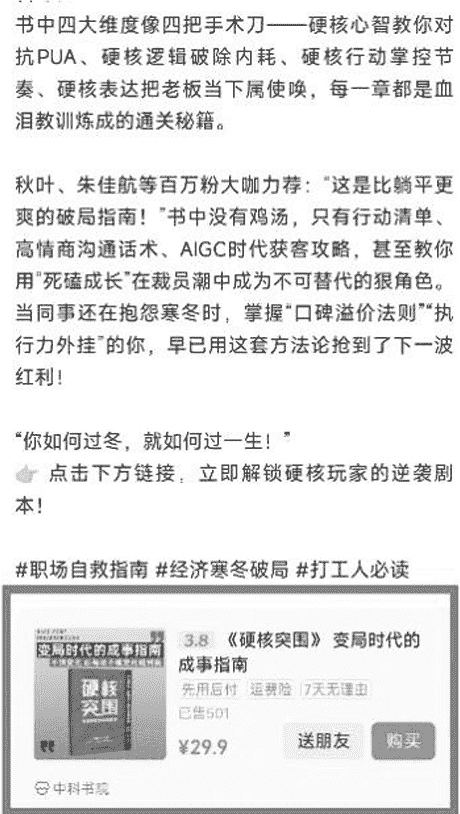 书中四大维度像四把手术刀——硬核心智教你对
抗PUA、硬核逻辑破除内耗、硬核行动掌控节
奏、硬核表达把老板当下属使唤，每一章都是血
泪教训炼成的通关秘籍。
秋叶、朱佳航等百万粉大咖力荐：“这是比躺平更
爽的破局指南！”书中没有鸡汤，只有行动清单、
高情商沟通话术、AIGC时代获客攻略，甚至教你
用“死磕成长”在裁员潮中成为不可替代的狠角色。
当同事还在抱怨寒冬时，掌握“口碑溢价法则”“执
行力外挂”的你，早已用这套方法论抢到了下一波
红利！
“你如何过冬，就如何过一生！”
👉 点击下方链接，立即解锁硬核玩家的逆袭剧
本！
#职场自救指南 #经济寒冬破局 #打工人必读
变局时代的成事指南
硬核
突围
3.8 《硬核突围》 变局时代的
成事指南
先用后付 运费险 7天无理由
已售501
¥29.9
送朋友
购买
中科书院